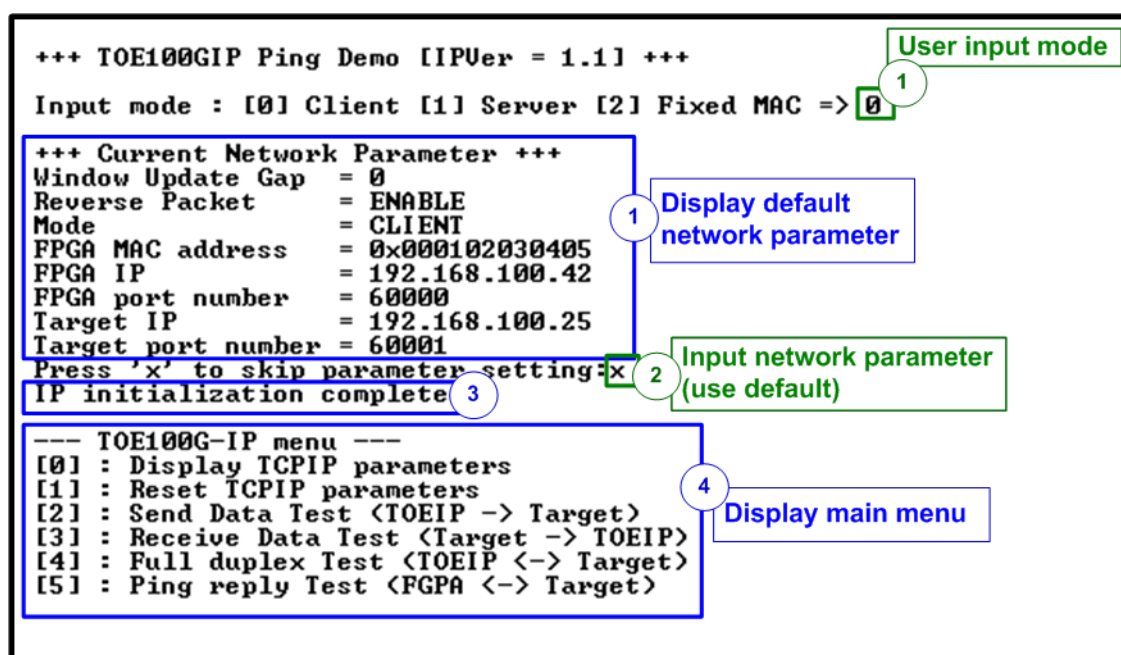 +++ TOE100GIP Ping Demo [IPVer = 1.1] +++
User input mode
1
Input mode : [0] Client [1] Server [2] Fixed MAC => 0
+++ Current Network Parameter +++
Window Update Gap = 0
Reverse Packet = ENABLE
Mode = CLIENT
FPGA MAC address = 0x000102030405
FPGA IP = 192.168.100.42
FPGA port number = 60000
Target IP = 192.168.100.25
Target port number = 60001
1
Display default
network parameter
Press 'x' to skip parameter setting:x
2
Input network parameter
(use default)
IP initialization complete
3
--- TOE100G-IP menu ---
[0] : Display TCPIP parameters
[1] : Reset TCPIP parameters
[2] : Send Data Test (TOEIP -> Target)
[3] : Receive Data Test (Target -> TOEIP)
[4] : Full duplex Test (TOEIP <-> Target)
[5] : Ping reply Test (FGPA <-> Target)
4
Display main menu